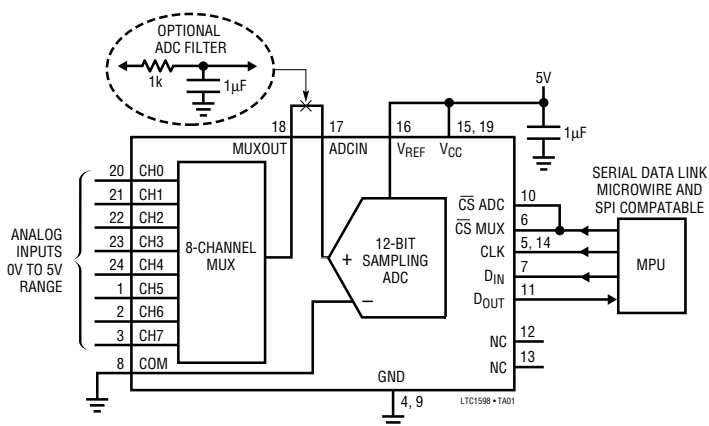 OPTIONAL
ADC FILTER
1k
1µF
5V
1µF
18
17
16
15, 19
MUXOUT
ADCIN
VREF
VCC
20 CH0
21 CH1
22 CH2
23 CH3
24 CH4
1 CH5
2 CH6
3 CH7
8 COM
ANALOG
INPUTS
0V TO 5V
RANGE
8-CHANNEL
MUX
+
–
12-BIT
SAMPLING
ADC
C̅S̅ ADC 10
C̅S̅ MUX 6
CLK 5, 14
DIN 7
DOUT 11
NC 12
NC 13
GND
4, 9
SERIAL DATA LINK
MICROWIRE AND
SPI COMPATABLE
MPU
LTC1598 • TA01